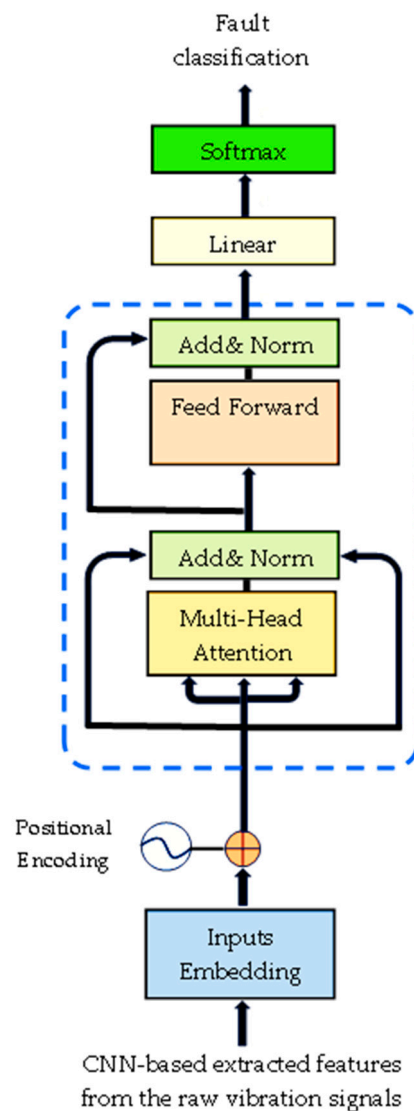 Fault
classification
Softmax
Linear
Add& Norm
Feed Forward
Add& Norm
Multi-Head
Attention
Positional
Encoding
Inputs
Embedding
CNN-based extracted features
from the raw vibration signals